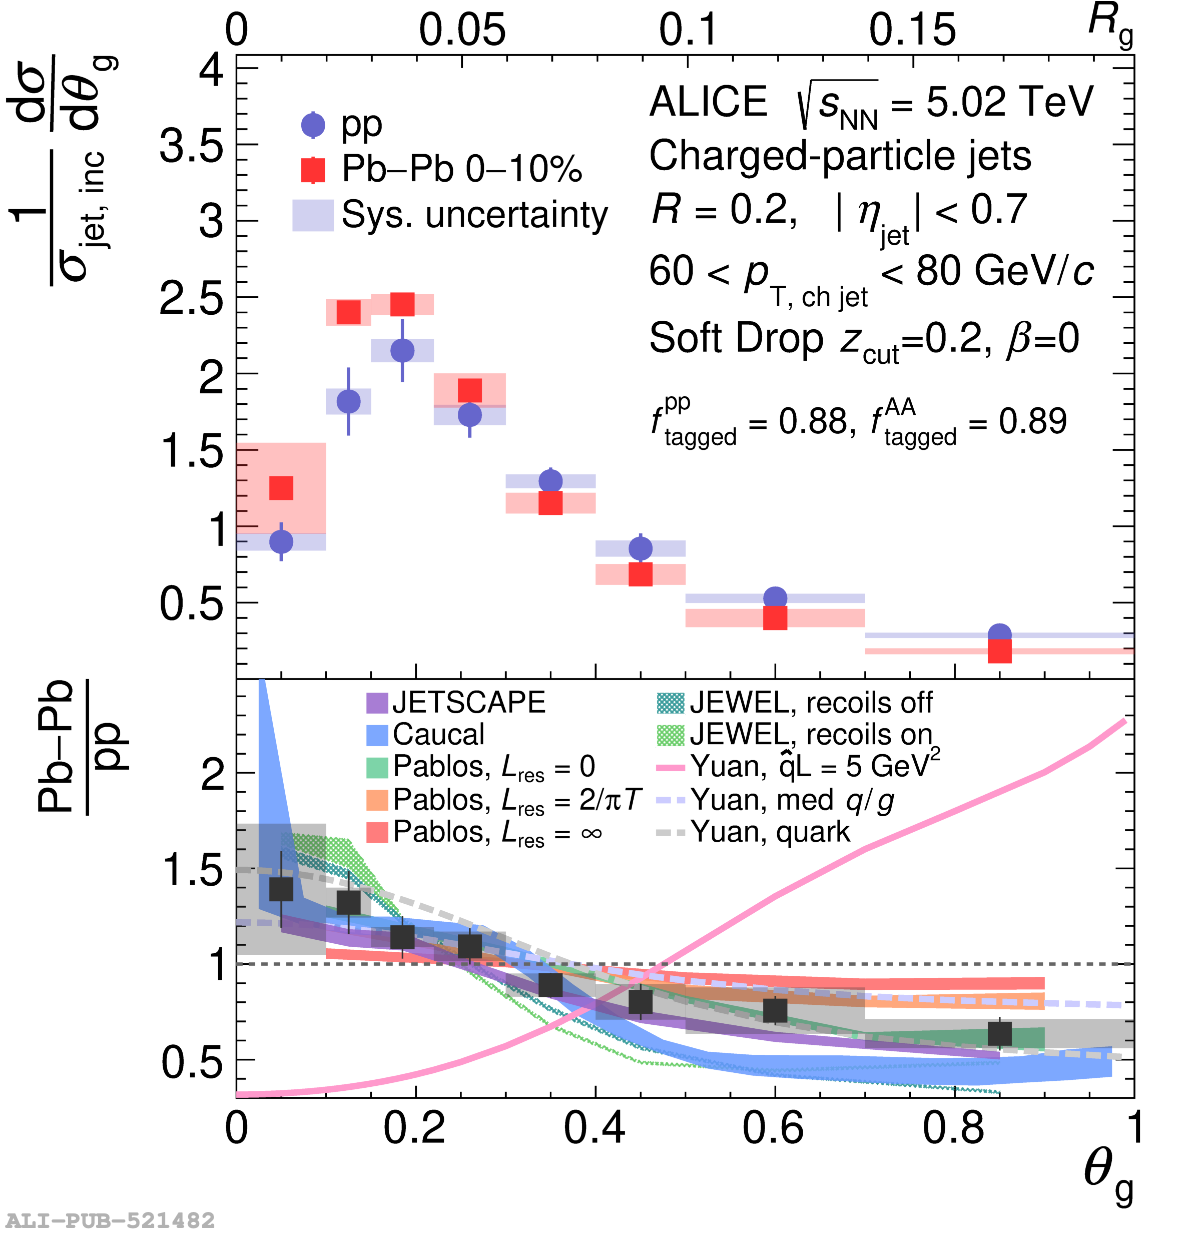 0 0.05 0.1 0.15 R_g
1/σ_jet, inc dσ/dθ_g
4
3.5
3
2.5
2
1.5
1
0.5
pp
Pb−Pb 0−10%
Sys. uncertainty
ALICE √s_NN = 5.02 TeV
Charged-particle jets
R = 0.2, | η_jet| < 0.7
60 < p_T, ch jet < 80 GeV/c
Soft Drop z_cut=0.2, β=0
f^pp_tagged = 0.88, f^AA_tagged = 0.89
Pb−Pb/pp
2
1.5
1
0.5
JETSCAPE
Caucal
Pablos, L_res = 0
Pablos, L_res = 2/πT
Pablos, L_res = ∞
JEWEL, recoils off
JEWEL, recoils on
Yuan, q̂L = 5 GeV²
Yuan, med q/g
Yuan, quark
0 0.2 0.4 0.6 0.8 1
θ_g
ALI−PUB−521482